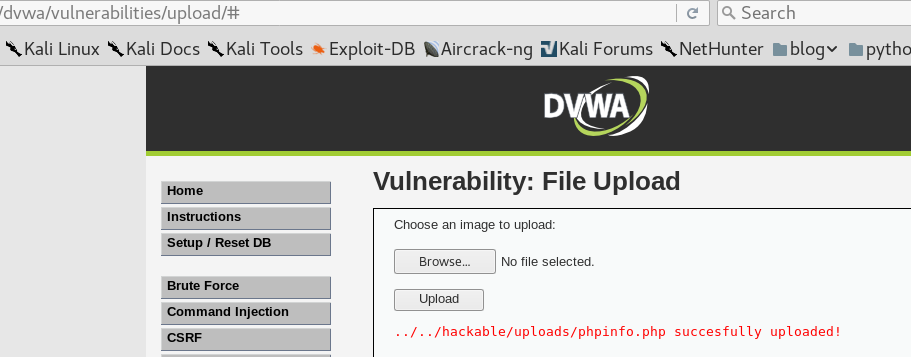 /dvwa/vulnerabilities/upload/#
Search
Kali Linux Kali Docs Kali Tools Exploit-DB Aircrack-ng Kali Forums NetHunter blog pytho
DVWA
Vulnerability: File Upload
Home
Instructions
Setup / Reset DB
Brute Force
Command Injection
CSRF
Choose an image to upload:
Browse... No file selected.
Upload
../../hackable/uploads/phpinfo.php succesfully uploaded!